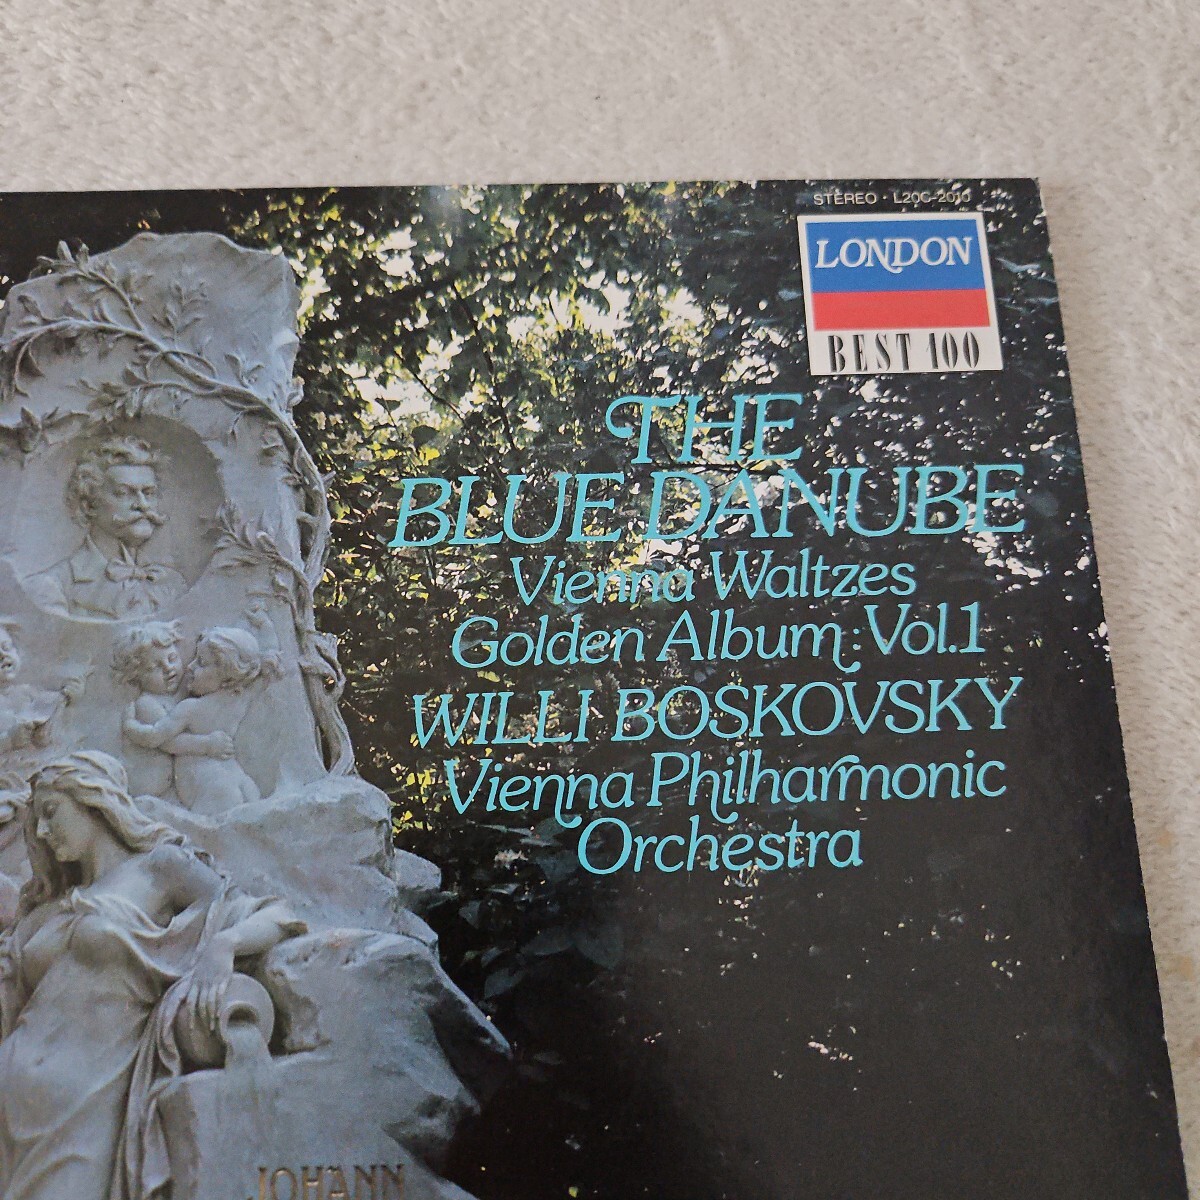 STEREO · L20C-2010
LONDON
BEST 100
THE
BLUE DANUBE
Vienna Waltzes
Golden Album: Vol.1
WILLI BOSKOVSKY
Vienna Philharmonic
Orchestra
JOHANN